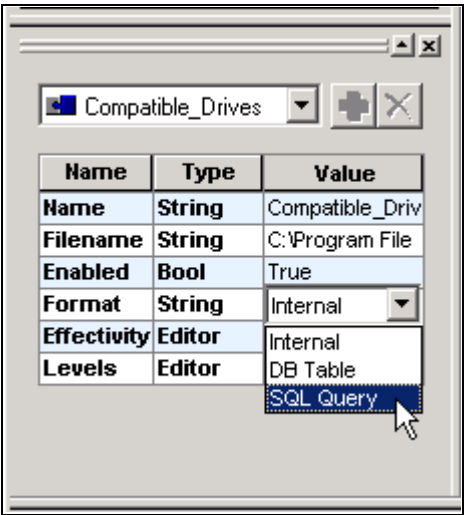 Compatible_Drives
Name Type Value
Name String Compatible_Driv
Filename String C:\Program File
Enabled Bool True
Format String Internal
Effectivity Editor Internal
Levels Editor DB Table
SQL Query